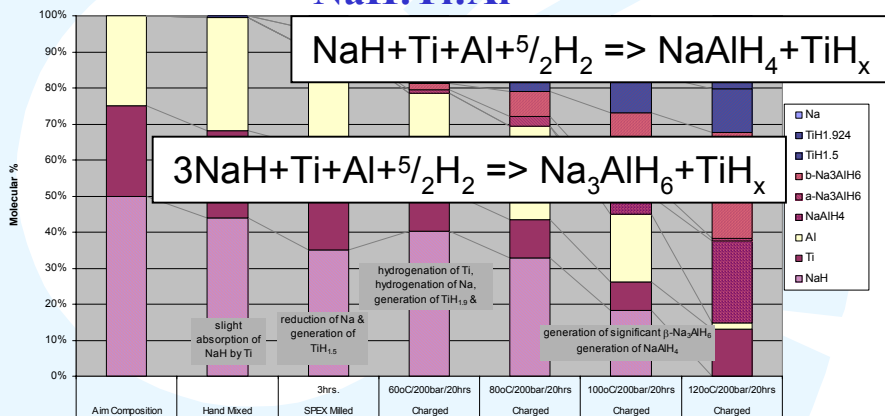 NaH:Ti:Al
NaH+Ti+Al+5/2H2 => NaAlH4+TiHx
3NaH+Ti+Al+5/2H2 => Na3AlH6+TiHx
Molecular %
100%
90%
80%
70%
60%
50%
40%
30%
20%
10%
0%
slight
absorption of
NaH by Ti
reduction of Na &
generation of
TiH1.5
hydrogenation of Ti,
hydrogenation of Na,
generation of TiH1.9 &
generation of significant β-Na3AlH6
generation of NaAlH4
Na
TiH1.924
TiH1.5
b-Na3AlH6
a-Na3AlH6
NaAlH4
Al
Ti
NaH
3hrs. 60oC/200bar/20hrs 80oC/200bar/20hrs 100oC/200bar/20hrs 120oC/200bar/20hrs
Aim Composition Hand Mixed SPEX Milled Charged Charged Charged Charged